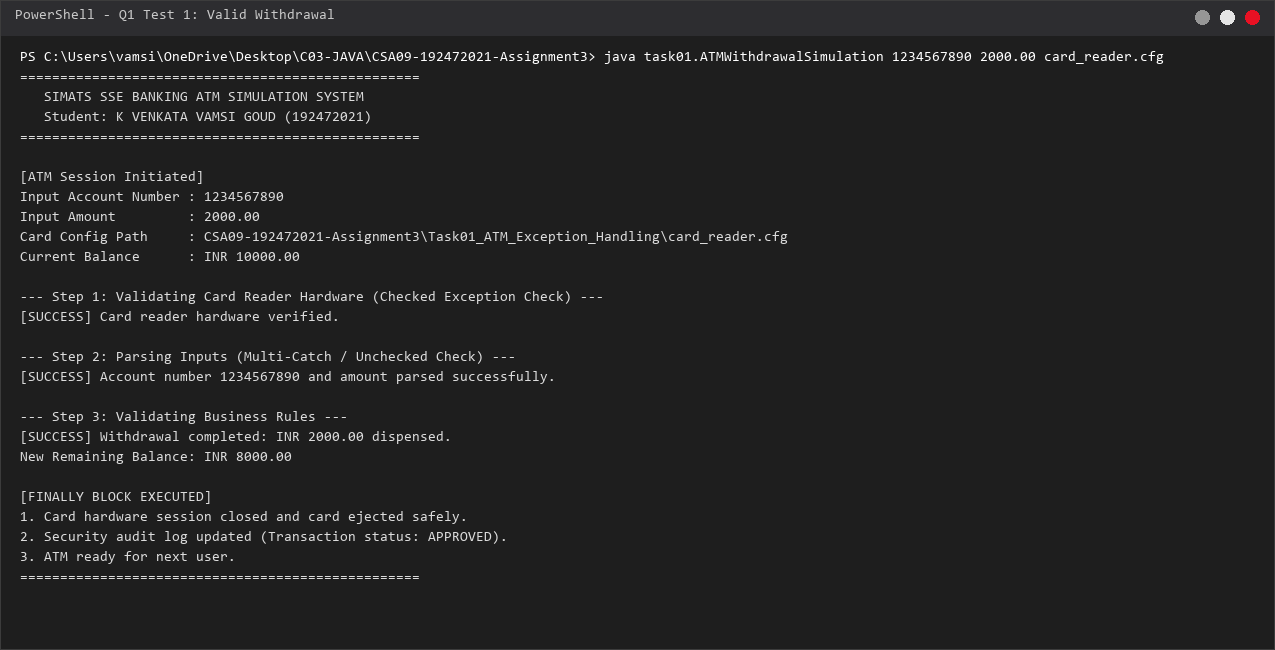 PowerShell - Q1 Test 1: Valid Withdrawal
PS C:\Users\vamsi\OneDrive\Desktop\C03-JAVA\CSA09-192472021-Assignment3> java task01.ATMWithdrawalSimulation 1234567890 2000.00 card_reader.cfg
==================================================
   SIMATS SSE BANKING ATM SIMULATION SYSTEM
   Student: K VENKATA VAMSI GOUD (192472021)
==================================================
[ATM Session Initiated]
Input Account Number : 1234567890
Input Amount         : 2000.00
Card Config Path     : CSA09-192472021-Assignment3\Task01_ATM_Exception_Handling\card_reader.cfg
Current Balance      : INR 10000.00
--- Step 1: Validating Card Reader Hardware (Checked Exception Check) ---
[SUCCESS] Card reader hardware verified.
--- Step 2: Parsing Inputs (Multi-Catch / Unchecked Check) ---
[SUCCESS] Account number 1234567890 and amount parsed successfully.
--- Step 3: Validating Business Rules ---
[SUCCESS] Withdrawal completed: INR 2000.00 dispensed.
New Remaining Balance: INR 8000.00
[FINALLY BLOCK EXECUTED]
1. Card hardware session closed and card ejected safely.
2. Security audit log updated (Transaction status: APPROVED).
3. ATM ready for next user.
==================================================